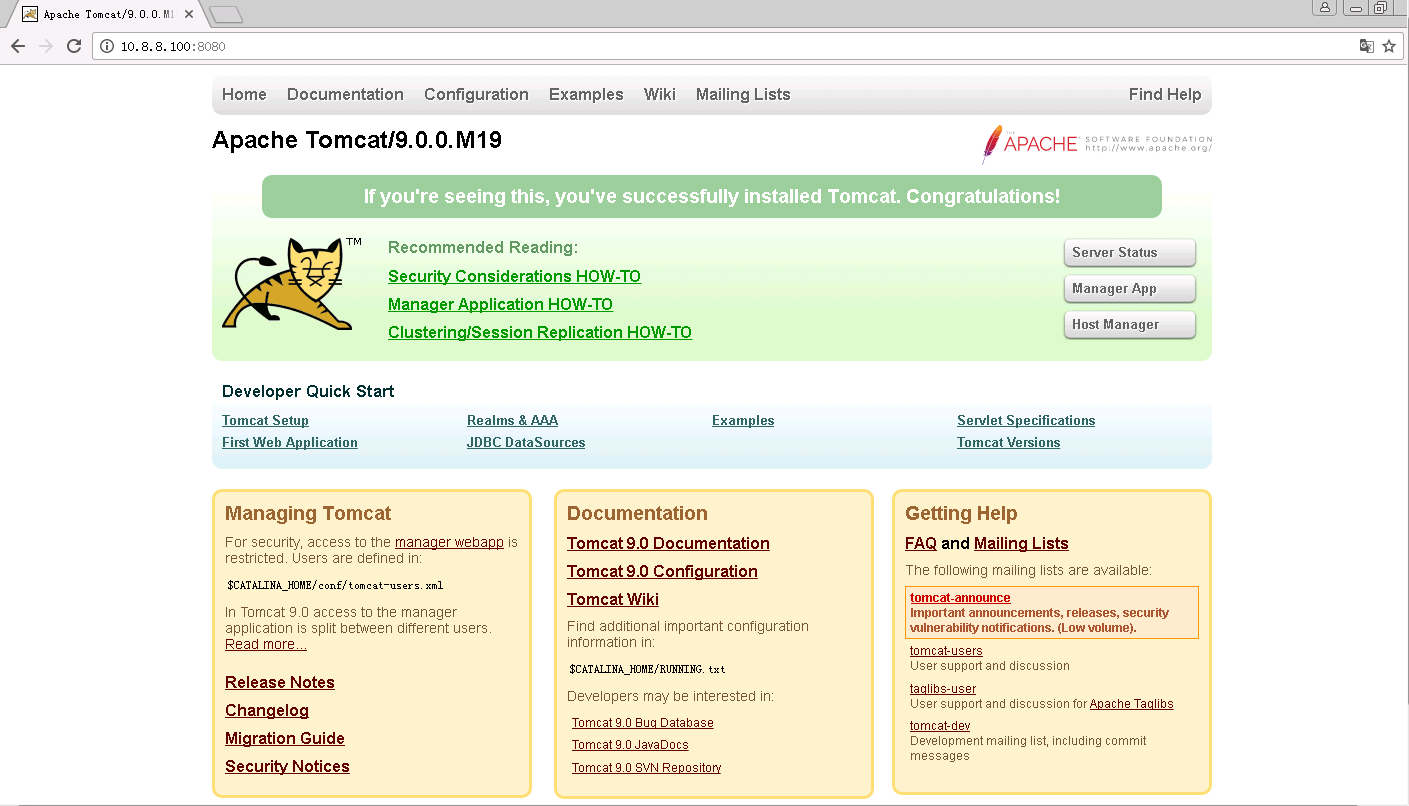 Apache Tomcat/9.0.0.M1
10.8.8.100:8080
Home Documentation Configuration Examples Wiki Mailing Lists Find Help
Apache Tomcat/9.0.0.M19
THE APACHE® SOFTWARE FOUNDATION
http://www.apache.org/
If you're seeing this, you've successfully installed Tomcat. Congratulations!
TM
Recommended Reading:
Security Considerations HOW-TO
Manager Application HOW-TO
Clustering/Session Replication HOW-TO
Server Status
Manager App
Host Manager
Developer Quick Start
Tomcat Setup
First Web Application
Realms & AAA
JDBC DataSources
Examples
Servlet Specifications
Tomcat Versions
Managing Tomcat
For security, access to the manager webapp is
restricted. Users are defined in:
$CATALINA_HOME/conf/tomcat-users.xml
In Tomcat 9.0 access to the manager
application is split between different users.
Read more...
Release Notes
Changelog
Migration Guide
Security Notices
Documentation
Tomcat 9.0 Documentation
Tomcat 9.0 Configuration
Tomcat Wiki
Find additional important configuration
information in:
$CATALINA_HOME/RUNNING.txt
Developers may be interested in:
Tomcat 9.0 Bug Database
Tomcat 9.0 JavaDocs
Tomcat 9.0 SVN Repository
Getting Help
FAQ and Mailing Lists
The following mailing lists are available:
tomcat-announce
Important announcements, releases, security
vulnerability notifications. (Low volume).
tomcat-users
User support and discussion
taglibs-user
User support and discussion for Apache Taglibs
tomcat-dev
Development mailing list, including commit
messages